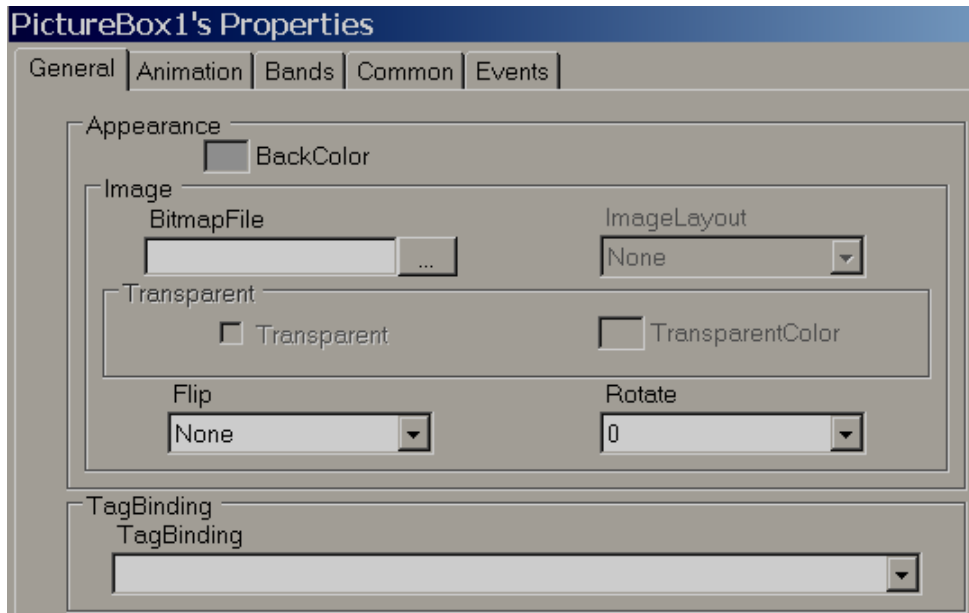 PictureBox1's Properties
General Animation Bands Common Events
Appearance
BackColor
Image
BitmapFile ImageLayout
... None
Transparent
Transparent TransparentColor
Flip Rotate
None 0
TagBinding
TagBinding